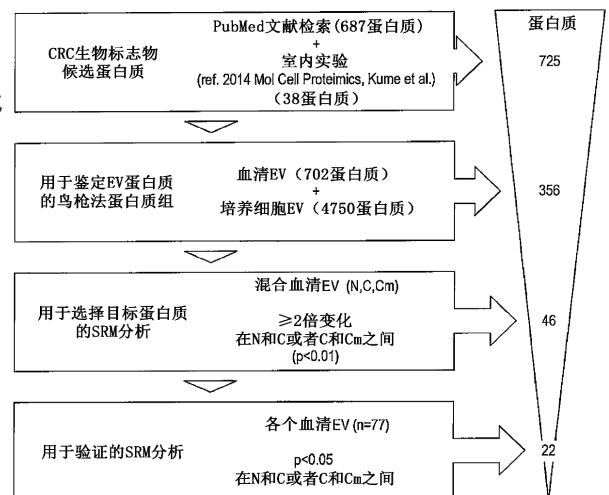 CRC生物标志物
候选蛋白质
PubMed文献检索(687蛋白质)
+
室内实验
(ref. 2014 Mol Cell Proteimics, Kume et al.)
(38蛋白质)
蛋白质
725
用于鉴定EV蛋白质
的鸟枪法蛋白质组
血清EV（702蛋白质）
+
培养细胞EV（4750蛋白质）
356
用于选择目标蛋白质
的SRM分析
混合血清EV (N,C,Cm)
≥2倍变化
在N和C或者C和Cm之间
(p<0.01)
46
用于验证的SRM分析
各个血清EV (n=77)
p<0.05
在N和C或者C和Cm之间
22